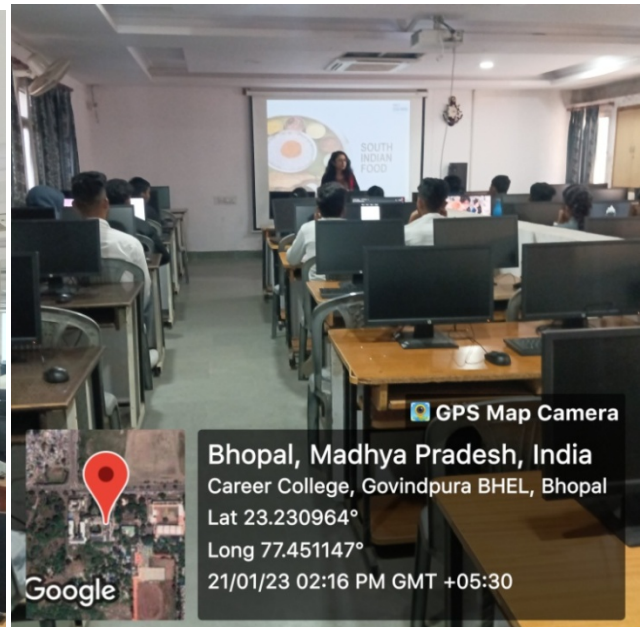 SOUTH
INDIAN
FOOD
GPS Map Camera
Bhopal, Madhya Pradesh, India
Career College, Govindpura BHEL, Bhopal
Lat 23.230964°
Long 77.451147°
21/01/23 02:16 PM GMT +05:30
Google